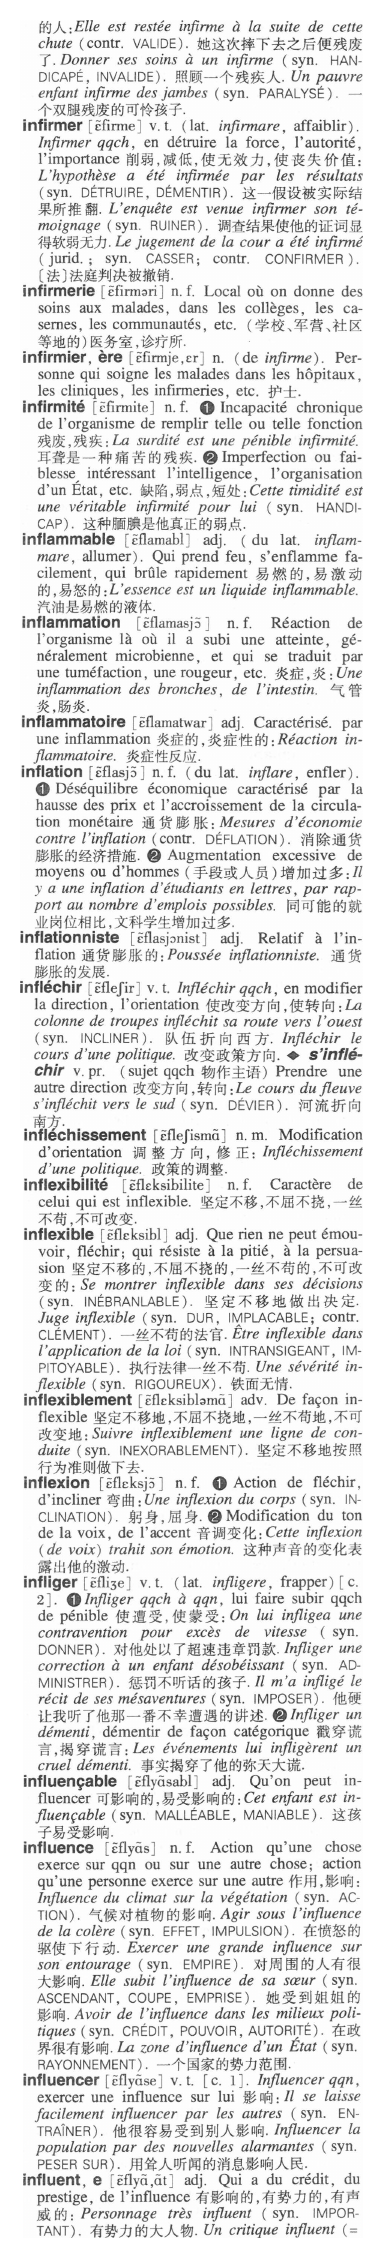 的人:Elle est restée infirme à la suite de cette
chute (contr. VALIDE). 她这次摔下去之后便残废
了. Donner ses soins à un infirme (syn. HAN-
DICAPÉ, INVALIDE). 照顾一个残疾人. Un pauvre
enfant infirme des jambes (syn. PARALYSÉ). 一
个双腿残废的可怜孩子.
infirmer [ɛ̃firme] v. t. (lat. infirmare, affaiblir).
Infirmer qqch, en détruire la force, l'autorité,
l'importance 削弱,减低,使无效力,使丧失价值:
L'hypothèse a été infirmée par les résultats
(syn. DÉTRUIRE, DÉMENTIR). 这一假设被实际结
果所推翻. L'enquête est venue infirmer son té-
moignage (syn. RUINER). 调查结果使他的证词显
得软弱无力. Le jugement de la cour a été infirmé
(jurid.; syn. CASSER; contr. CONFIRMER).
〔法〕法庭判决被撤销.
infirmerie [ɛ̃firməri] n. f. Local où on donne des
soins aux malades, dans les collèges, les ca-
sernes, les communautés, etc. (学校、军营、社区
等地的)医务室,诊疗所.
infirmier, ère [ɛ̃firmje,ɛr] n. (de infirme). Per-
sonne qui soigne les malades dans les hôpitaux,
les cliniques, les infirmeries, etc. 护士.
infirmité [ɛ̃firmite] n. f. ❶ Incapacité chronique
de l'organisme de remplir telle ou telle fonction
残废,残疾: La surdité est une pénible infirmité.
耳聋是一种痛苦的残疾. ❷ Imperfection ou fai-
blesse intéressant l'intelligence, l'organisation
d'un État, etc. 缺陷,弱点,短处: Cette timidité est
une véritable infirmité pour lui (syn. HANDI-
CAP). 这种腼腆是他真正的弱点.
inflammable [ɛ̃flamabl] adj. (du lat. inflam-
mare, allumer). Qui prend feu, s'enflamme fa-
cilement, qui brûle rapidement 易燃的,易激动
的,易怒的: L'essence est un liquide inflammable.
汽油是易燃的液体.
inflammation [ɛ̃flamasjɔ̃] n. f. Réaction de
l'organisme là où il a subi une atteinte, gé-
néralement microbienne, et qui se traduit par
une tuméfaction, une rougeur, etc. 炎症,炎: Une
inflammation des bronches, de l'intestin. 气管
炎,肠炎.
inflammatoire [ɛ̃flamatwar] adj. Caractérisé. par
une inflammation 炎症的,炎症性的: Réaction in-
flammatoire. 炎症性反应.
inflation [ɛ̃flasjɔ̃] n. f. (du lat. inflare, enfler).
❶ Déséquilibre économique caractérisé par la
hausse des prix et l'accroissement de la circula-
tion monétaire 通货膨胀: Mesures d'économie
contre l'inflation (contr. DÉFLATION). 消除通货
膨胀的经济措施. ❷ Augmentation excessive de
moyens ou d'hommes (手段或人员)增加过多: Il
y a une inflation d'étudiants en lettres, par rap-
port au nombre d'emplois possibles. 同可能的就
业岗位相比,文科学生增加过多.
inflationniste [ɛ̃flasjɔnist] adj. Relatif à l'in-
flation 通货膨胀的: Poussée inflationniste. 通货
膨胀的发展.
infléchir [ɛ̃fleʃir] v. t. Infléchir qqch, en modifier
la direction, l'orientation 使改变方向,使转向: La
colonne de troupes infléchit sa route vers l'ouest
(syn. INCLINER). 队伍折向西方. Infléchir le
cours d'une politique. 改变政策方向. ◆ s'inflé-
chir v. pr. (sujet qqch 物作主语) Prendre une
autre direction 改变方向,转向: Le cours du fleuve
s'infléchit vers le sud (syn. DÉVIER). 河流折向
南方.
infléchissement [ɛ̃fleʃismɑ̃] n. m. Modification
d'orientation 调整方向,修正: Infléchissement
d'une politique. 政策的调整.
inflexibilité [ɛ̃flɛksibilite] n. f. Caractère de
celui qui est inflexible. 坚定不移,不屈不挠,一丝
不苟,不可改变.
inflexible [ɛ̃flɛksibl] adj. Que rien ne peut émou-
voir, fléchir; qui résiste à la pitié, à la persua-
sion 坚定不移的,不屈不挠的,一丝不苟的,不可改
变的: Se montrer inflexible dans ses décisions
(syn. INÉBRANLABLE). 坚定不移地做出决定.
Juge inflexible (syn. DUR, IMPLACABLE; contr.
CLÉMENT). 一丝不苟的法官. Être inflexible dans
l'application de la loi (syn. INTRANSIGEANT, IM-
PITOYABLE). 执行法律一丝不苟. Une sévérité in-
flexible (syn. RIGOUREUX). 铁面无情.
inflexiblement [ɛ̃flɛksibləmɑ̃] adv. De façon in-
flexible 坚定不移地,不屈不挠地,一丝不苟地,不可
改变地: Suivre inflexiblement une ligne de con-
duite (syn. INEXORABLEMENT). 坚定不移地按照
行为准则做下去.
inflexion [ɛ̃flɛksjɔ̃] n. f. ❶ Action de fléchir,
d'incliner 弯曲: Une inflexion du corps (syn. IN-
CLINATION). 躬身,屈身. ❷ Modification du ton
de la voix, de l'accent 音调变化: Cette inflexion
(de voix) trahit son émotion. 这种声音的变化表
露出他的激动.
infliger [ɛ̃fliʒe] v. t. (lat. infligere, frapper) [c.
2]. ❶ Infliger qqch à qqn, lui faire subir qqch
de pénible 使遭受,使蒙受: On lui infligea une
contravention pour excès de vitesse (syn.
DONNER). 对他处以了超速违章罚款. Infliger une
correction à un enfant désobéissant (syn. AD-
MINISTRER). 惩罚不听话的孩子. Il m'a infligé le
récit de ses mésaventures (syn. IMPOSER). 他硬
让我听了他那一番不幸遭遇的讲述. ❷ Infliger un
démenti, démentir de façon catégorique 戳穿谎
言,揭穿谎言: Les événements lui infligèrent un
cruel démenti. 事实揭穿了他的弥天大谎.
influençable [ɛ̃flyɑ̃sabl] adj. Qu'on peut in-
fluencer 可影响的,易受影响的: Cet enfant est in-
fluençable (syn. MALLÉABLE, MANIABLE). 这孩
子易受影响.
influence [ɛ̃flyɑ̃s] n. f. Action qu'une chose
exerce sur qqn ou sur une autre chose; action
qu'une personne exerce sur une autre 作用,影响:
Influence du climat sur la végétation (syn. AC-
TION). 气候对植物的影响. Agir sous l'influence
de la colère (syn. EFFET, IMPULSION). 在愤怒的
驱使下行动. Exercer une grande influence sur
son entourage (syn. EMPIRE). 对周围的人有很
大影响. Elle subit l'influence de sa sœur (syn.
ASCENDANT, COUPE, EMPRISE). 她受到姐姐的
影响. Avoir de l'influence dans les milieux poli-
tiques (syn. CRÉDIT, POUVOIR, AUTORITÉ). 在政
界很有影响. La zone d'influence d'un État (syn.
RAYONNEMENT). 一个国家的势力范围.
influencer [ɛ̃flyɑ̃se] v. t. [c. 1]. Influencer qqn,
exercer une influence sur lui 影响: Il se laisse
facilement influencer par les autres (syn. EN-
TRAÎNER). 他很容易受到别人影响. Influencer la
population par des nouvelles alarmantes (syn.
PESER SUR). 用耸人听闻的消息影响人民.
influent, e [ɛ̃flyɑ̃,ɑ̃t] adj. Qui a du crédit, du
prestige, de l'influence 有影响的,有势力的,有声
威的: Personnage très influent (syn. IMPOR-
TANT). 有势力的大人物. Un critique influent (=